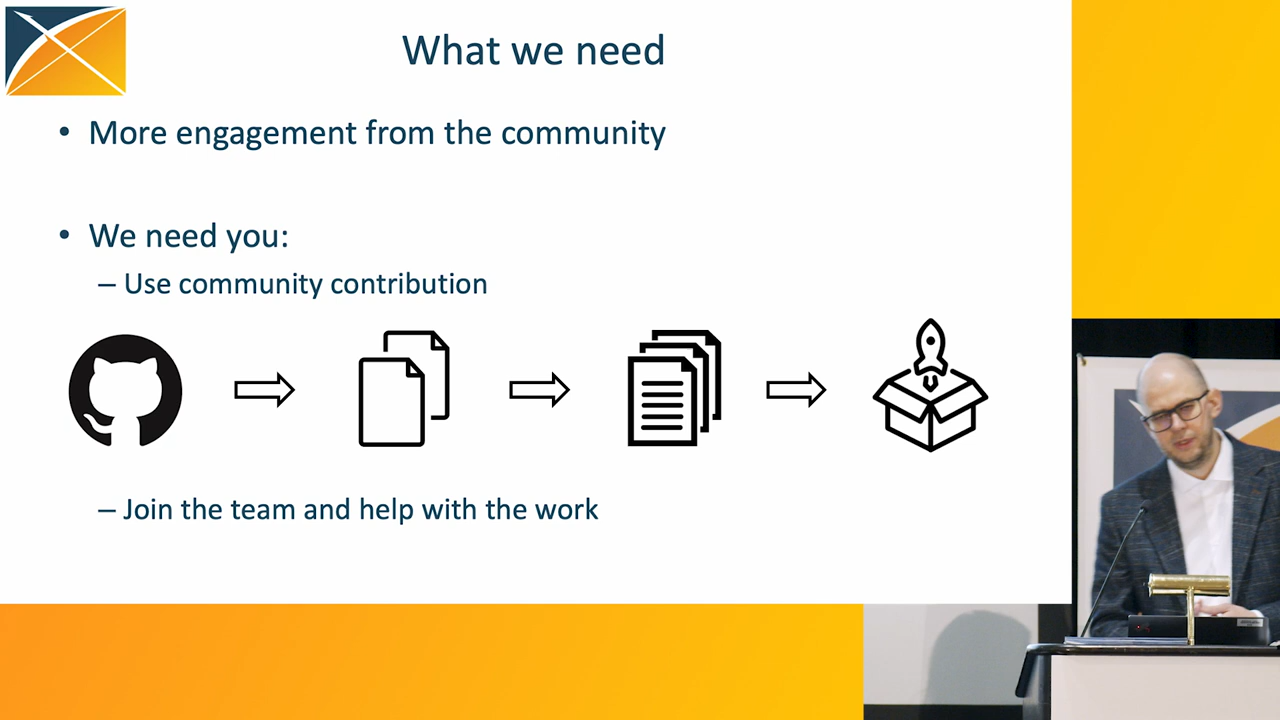 What we need
• More engagement from the community
• We need you:
– Use community contribution
– Join the team and help with the work